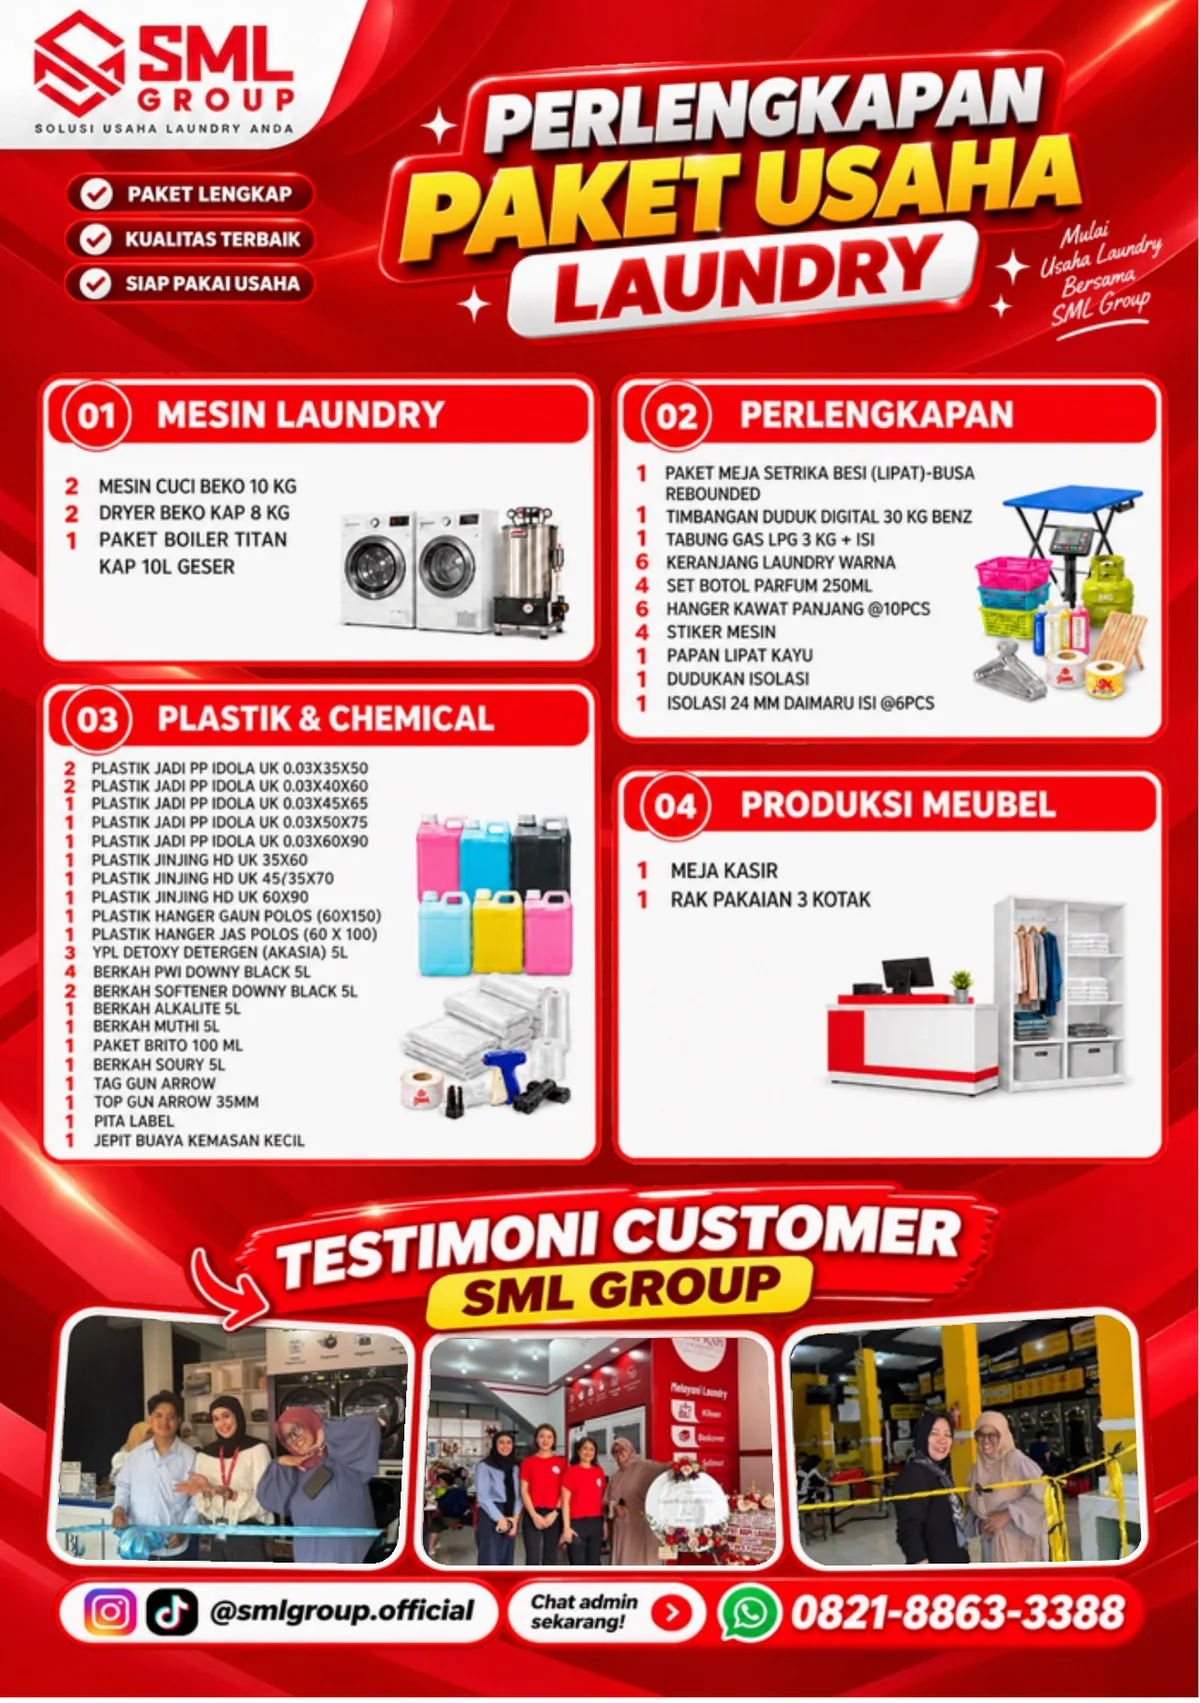 SML
GROUP
SOLUSI USAHA LAUNDRY ANDA
PAKET LENGKAP
KUALITAS TERBAIK
SIAP PAKAI USAHA
PERLENGKAPAN
PAKET USAHA
LAUNDRY
Mulai
Usaha Laundry
Bersama
SML Group
01 MESIN LAUNDRY
2 MESIN CUCI BEKO 10 KG
2 DRYER BEKO KAP 8 KG
1 PAKET BOILER TITAN
KAP 10L GESER
02 PERLENGKAPAN
1 PAKET MEJA SETRIKA BESI (LIPAT)-BUSA
REBOUNDED
1 TIMBANGAN DUDUK DIGITAL 30 KG BENZ
1 TABUNG GAS LPG 3 KG + ISI
6 KERANJANG LAUNDRY WARNA
4 SET BOTOL PARFUM 250ML
6 HANGER KAWAT PANJANG @10PCS
4 STIKER MESIN
1 PAPAN LIPAT KAYU
1 DUDUKAN ISOLASI
1 ISOLASI 24 MM DAIMARU ISI @6PCS
03 PLASTIK & CHEMICAL
2 PLASTIK JADI PP IDOLA UK 0.03X35X50
2 PLASTIK JADI PP IDOLA UK 0.03X40X60
1 PLASTIK JADI PP IDOLA UK 0.03X45X65
1 PLASTIK JADI PP IDOLA UK 0.03X50X75
1 PLASTIK JADI PP IDOLA UK 0.03X60X90
1 PLASTIK JINJING HD UK 35X60
1 PLASTIK JINJING HD UK 45(35X70
1 PLASTIK JINJING HD UK 60X90
1 PLASTIK HANGER GAUN POLOS (60X150)
1 PLASTIK HANGER JAS POLOS (60 X 100)
3 YPL DETOXY DETERGEN (AKASIA) 5L
4 BERKAH PWI DOWNY BLACK 5L
2 BERKAH SOFTENER DOWNY BLACK 5L
1 BERKAH ALKALITE 5L
1 BERKAH MUTHI 5L
1 PAKET BRITO 100 ML
1 BERKAH SOURY 5L
1 TAG GUN ARROW
1 TOP GUN ARROW 35MM
1 PITA LABEL
1 JEPIT BUAYA KEMASAN KECIL
04 PRODUKSI MEUBEL
1 MEJA KASIR
1 RAK PAKAIAN 3 KOTAK
TESTIMONI CUSTOMER
SML GROUP
Melayani Laundry
Kiloan
Bedcover
Selimut
@smlgroup.official
Chat admin
sekarang!
0821-8863-3388